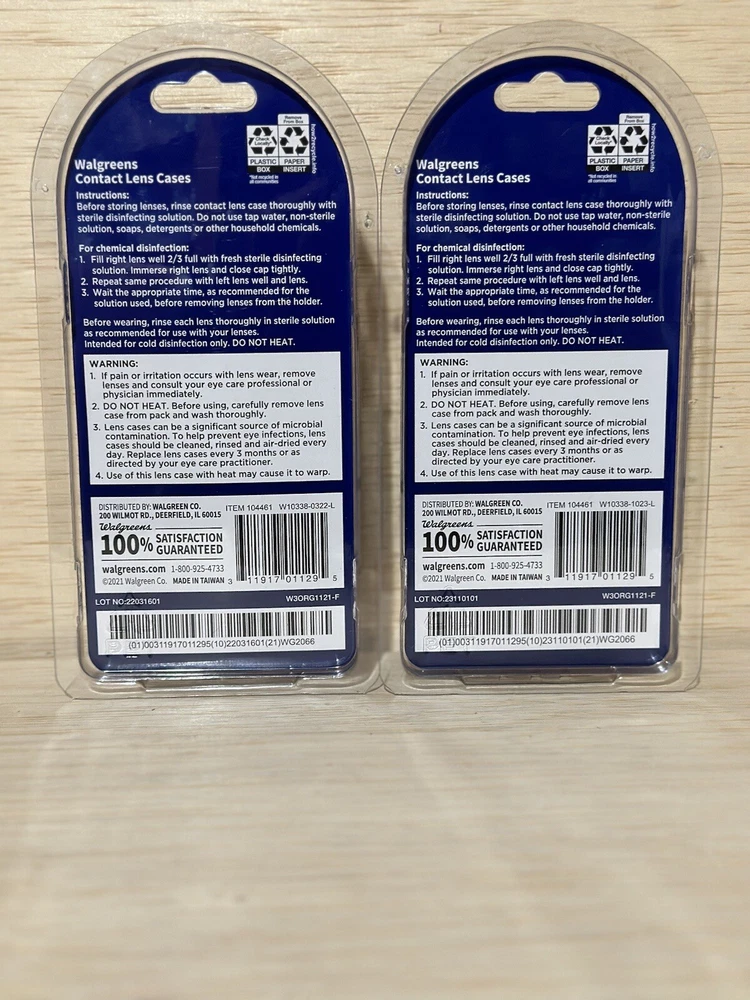 Walgreens
Contact Lens Cases
Check Locally*
PLASTIC BOX
*Not recycled in all communities
Remove From Box
PAPER INSERT
how2recycle.info
Instructions:
Before storing lenses, rinse contact lens case thoroughly with
sterile disinfecting solution. Do not use tap water, non-sterile
solution, soaps, detergents or other household chemicals.
For chemical disinfection:
1. Fill right lens well 2/3 full with fresh sterile disinfecting
solution. Immerse right lens and close cap tightly.
2. Repeat same procedure with left lens well and lens.
3. Wait the appropriate time, as recommended for the
solution used, before removing lenses from the holder.
Before wearing, rinse each lens thoroughly in sterile solution
as recommended for use with your lenses.
Intended for cold disinfection only. DO NOT HEAT.
WARNING:
1. If pain or irritation occurs with lens wear, remove
lenses and consult your eye care professional or
physician immediately.
2. DO NOT HEAT. Before using, carefully remove lens
case from pack and wash thoroughly.
3. Lens cases can be a significant source of microbial
contamination. To help prevent eye infections, lens
cases should be cleaned, rinsed and air-dried every
day. Replace lens cases every 3 months or as
directed by your eye care practitioner.
4. Use of this lens case with heat may cause it to warp.
DISTRIBUTED BY: WALGREEN CO.
200 WILMOT RD., DEERFIELD, IL 60015
Walgreens
100% SATISFACTION GUARANTEED
walgreens.com 1-800-925-4733
©2021 Walgreen Co. MADE IN TAIWAN
ITEM 104461 W10338-0322-L
3 11917 01129 5
LOT NO:22031601 W3ORG1121-F
(01)00311917011295(10)22031601(21)WG2066
Walgreens
Contact Lens Cases
Check Locally*
PLASTIC BOX
*Not recycled in all communities
Remove From Box
PAPER INSERT
how2recycle.info
Instructions:
Before storing lenses, rinse contact lens case thoroughly with
sterile disinfecting solution. Do not use tap water, non-sterile
solution, soaps, detergents or other household chemicals.
For chemical disinfection:
1. Fill right lens well 2/3 full with fresh sterile disinfecting
solution. Immerse right lens and close cap tightly.
2. Repeat same procedure with left lens well and lens.
3. Wait the appropriate time, as recommended for the
solution used, before removing lenses from the holder.
Before wearing, rinse each lens thoroughly in sterile solution
as recommended for use with your lenses.
Intended for cold disinfection only. DO NOT HEAT.
WARNING:
1. If pain or irritation occurs with lens wear, remove
lenses and consult your eye care professional or
physician immediately.
2. DO NOT HEAT. Before using, carefully remove lens
case from pack and wash thoroughly.
3. Lens cases can be a significant source of microbial
contamination. To help prevent eye infections, lens
cases should be cleaned, rinsed and air-dried every
day. Replace lens cases every 3 months or as
directed by your eye care practitioner.
4. Use of this lens case with heat may cause it to warp.
DISTRIBUTED BY: WALGREEN CO.
200 WILMOT RD., DEERFIELD, IL 60015
Walgreens
100% SATISFACTION GUARANTEED
walgreens.com 1-800-925-4733
©2021 Walgreen Co. MADE IN TAIWAN
ITEM 104461 W10338-1023-L
3 11917 01129 5
LOT NO:23110101 W3ORG1121-F
(01)00311917011295(10)23110101(21)WG2066